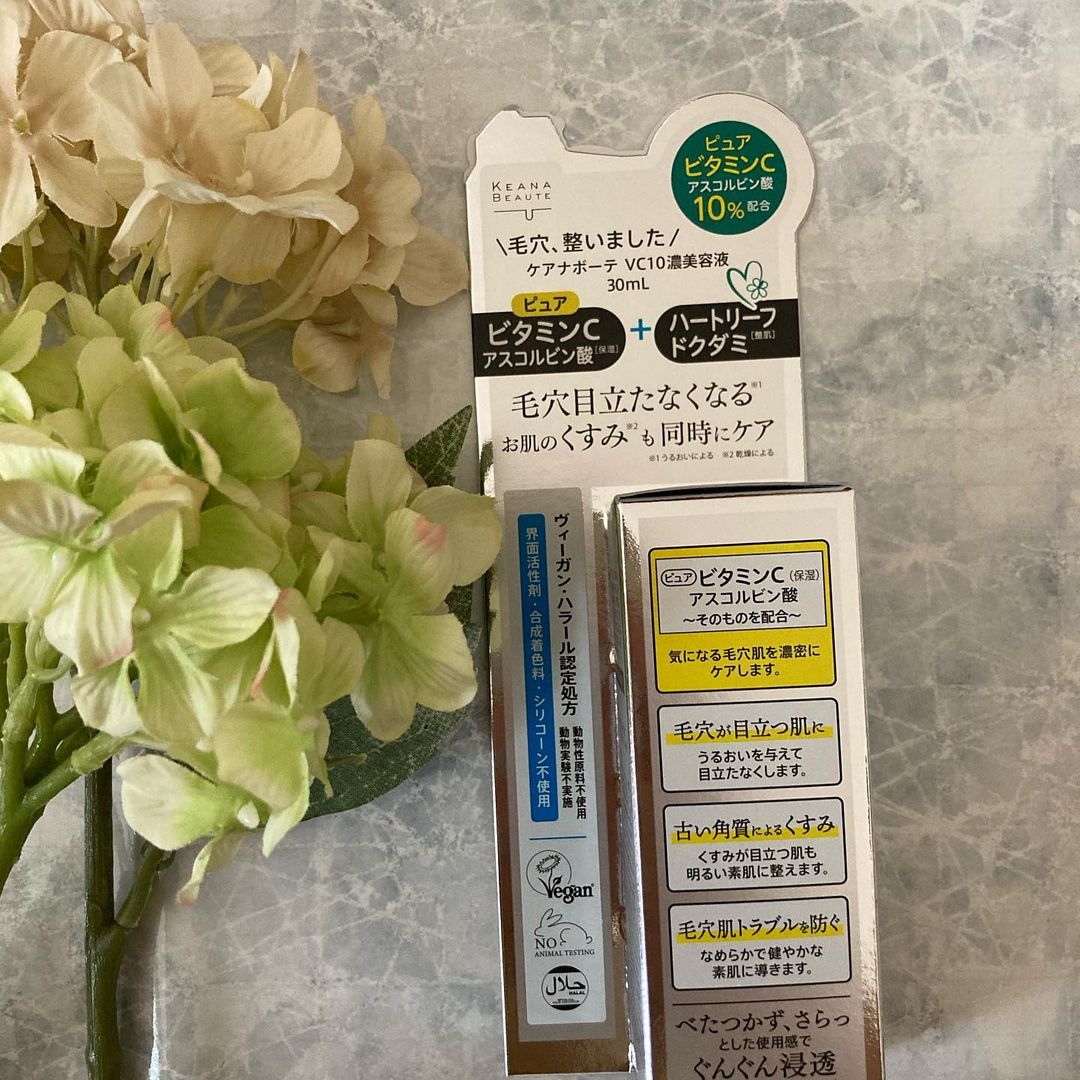 KEANA
BEAUTE
ピュア
ビタミンC
アスコルビン酸
10%配合
\毛穴、整いました/
ケアナボーテ VC10濃美容液
30mL
ピュア
ビタミンC
アスコルビン酸[保湿]
+
ハートリーフ
ドクダミ[整肌]
毛穴目立たなくなる※1
お肌のくすみ※2も同時にケア
※1 うるおいによる ※2 乾燥による
ヴィーガン・ハラール認定処方
動物性原料不使用
動物実験不実施
界面活性剤・合成着色料・シリコーン不使用
Vegan
NO
ANIMAL TESTING
حلال
HALAL
ピュア ビタミンC(保湿)
アスコルビン酸
~そのものを配合~
気になる毛穴肌を濃密に
ケアします。
毛穴が目立つ肌に
うるおいを与えて
目立たなくします。
古い角質によるくすみ
くすみが目立つ肌も
明るい素肌に整えます。
毛穴肌トラブルを防ぐ
なめらかで健やかな
素肌に導きます。
べたつかず、さらっ
とした使用感で
ぐんぐん浸透